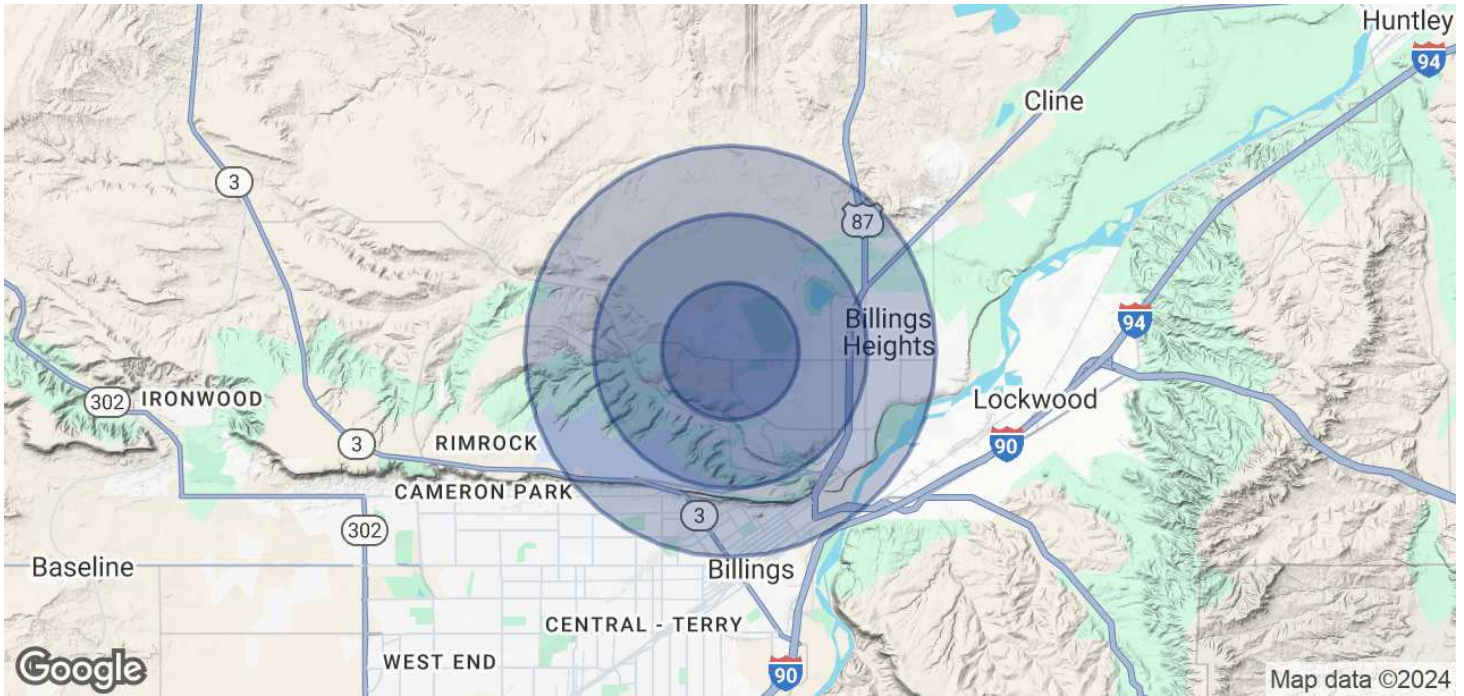 Huntley
94
Cline
3
87
Billings
Heights
94
302
IRONWOOD
Lockwood
3
RIMROCK
90
CAMERON PARK
3
302
Baseline
Billings
CENTRAL - TERRY
WEST END
90
Google
Map data ©2024